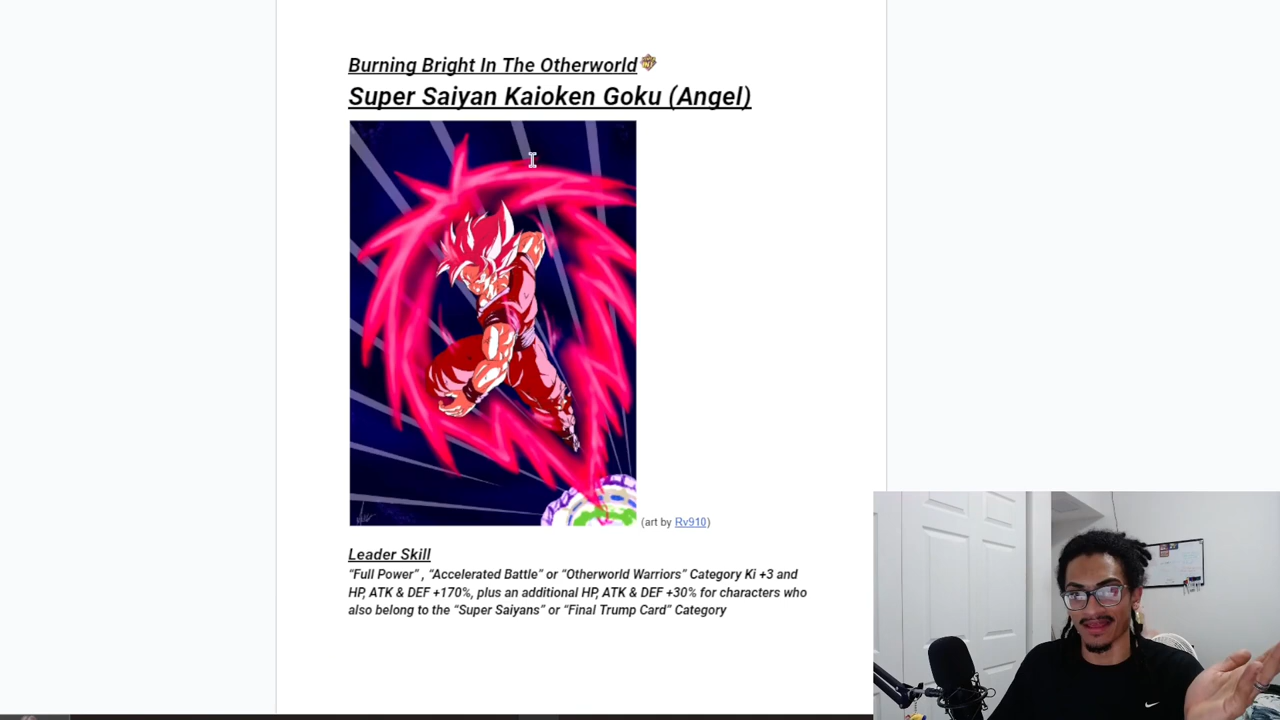 Burning Bright In The Otherworld
Super Saiyan Kaioken Goku (Angel)
(art by Rv910)
Leader Skill
“Full Power” , “Accelerated Battle” or “Otherworld Warriors” Category Ki +3 and
HP, ATK & DEF +170%, plus an additional HP, ATK & DEF +30% for characters who
also belong to the “Super Saiyans” or “Final Trump Card” Category